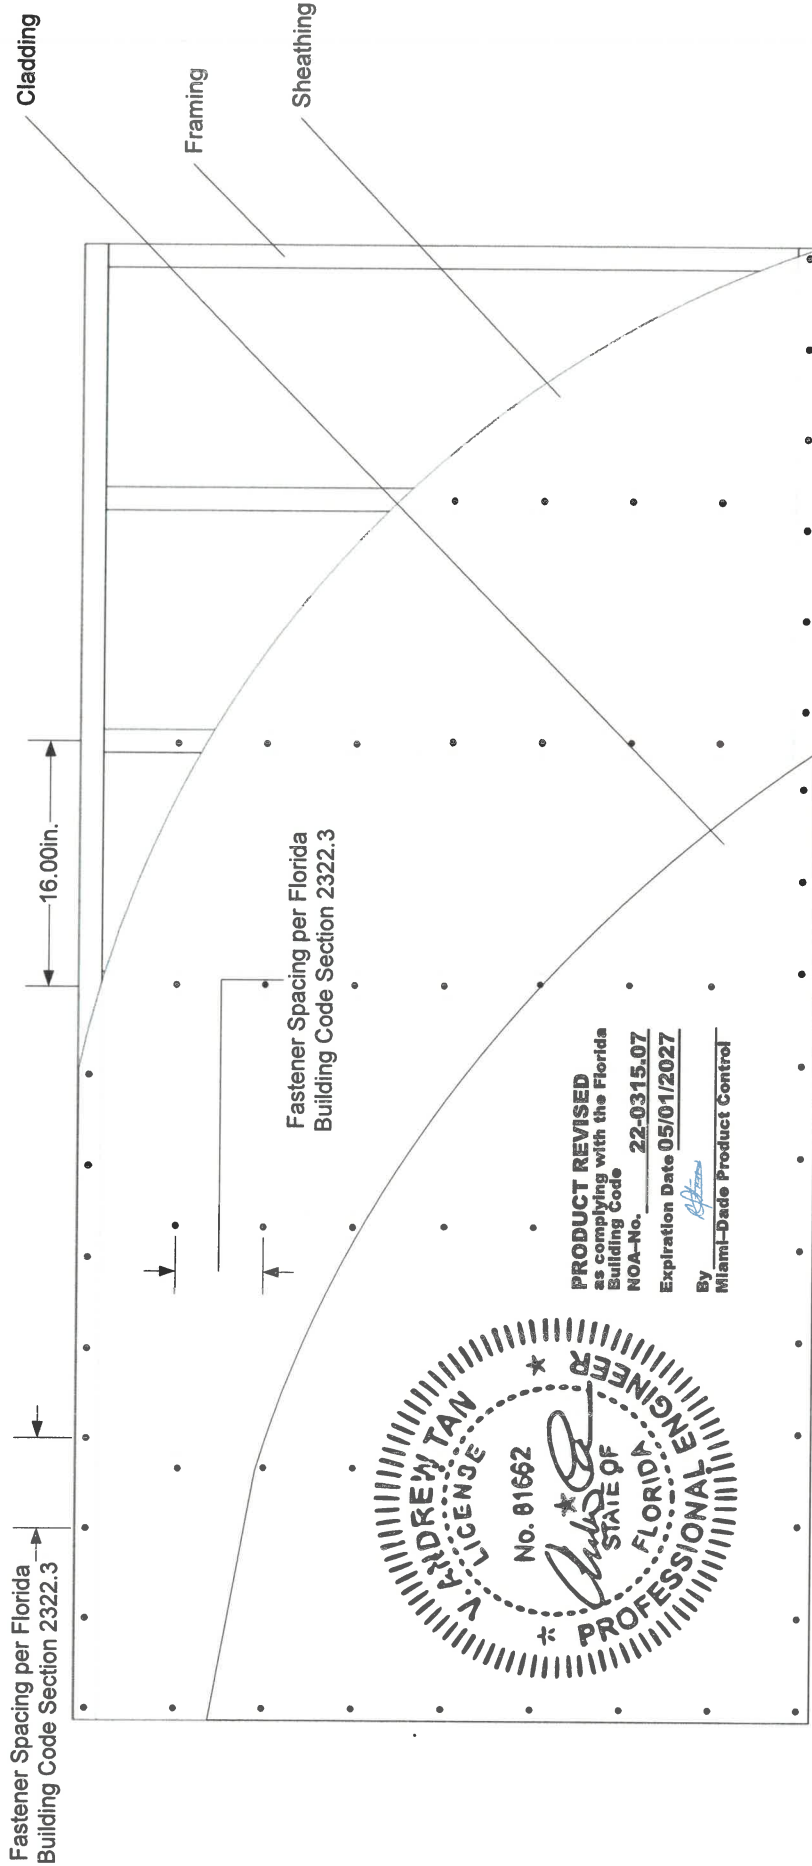 Cladding
Framing
Sheathing
16.00in.
Fastener Spacing per Florida
Building Code Section 2322.3
Fastener Spacing per Florida
Building Code Section 2322.3
PRODUCT REVISED
as complying with the Florida
Building Code
NOA-No. 22-0315.07
Expiration Date 05/01/2027
By
Miami-Dade Product Control
V. ANDREW TAN
LICENSE
No. 81662
STATE OF
FLORIDA
PROFESSIONAL ENGINEER